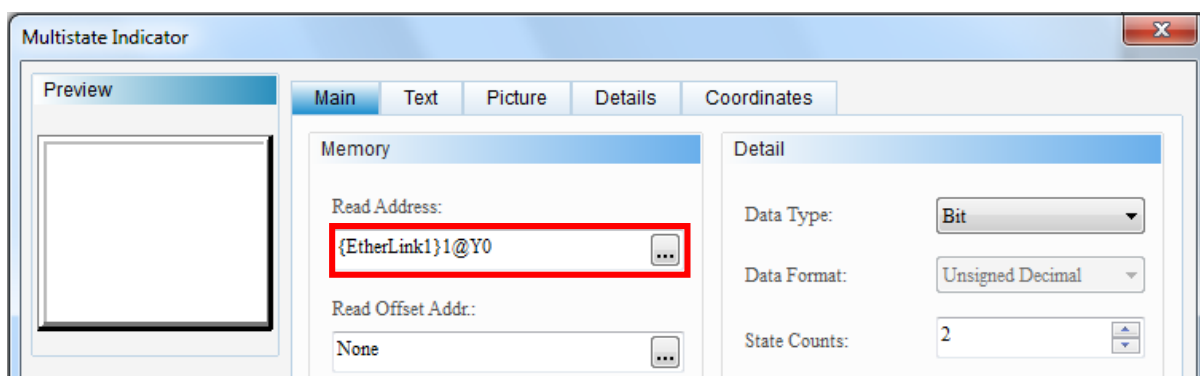 Multistate Indicator
Preview
Main Text Picture Details Coordinates
Memory
Read Address:
{EtherLink1}1@Y0
...
Read Offset Addr.:
None
...
Detail
Data Type:
Bit
Data Format:
Unsigned Decimal
State Counts:
2